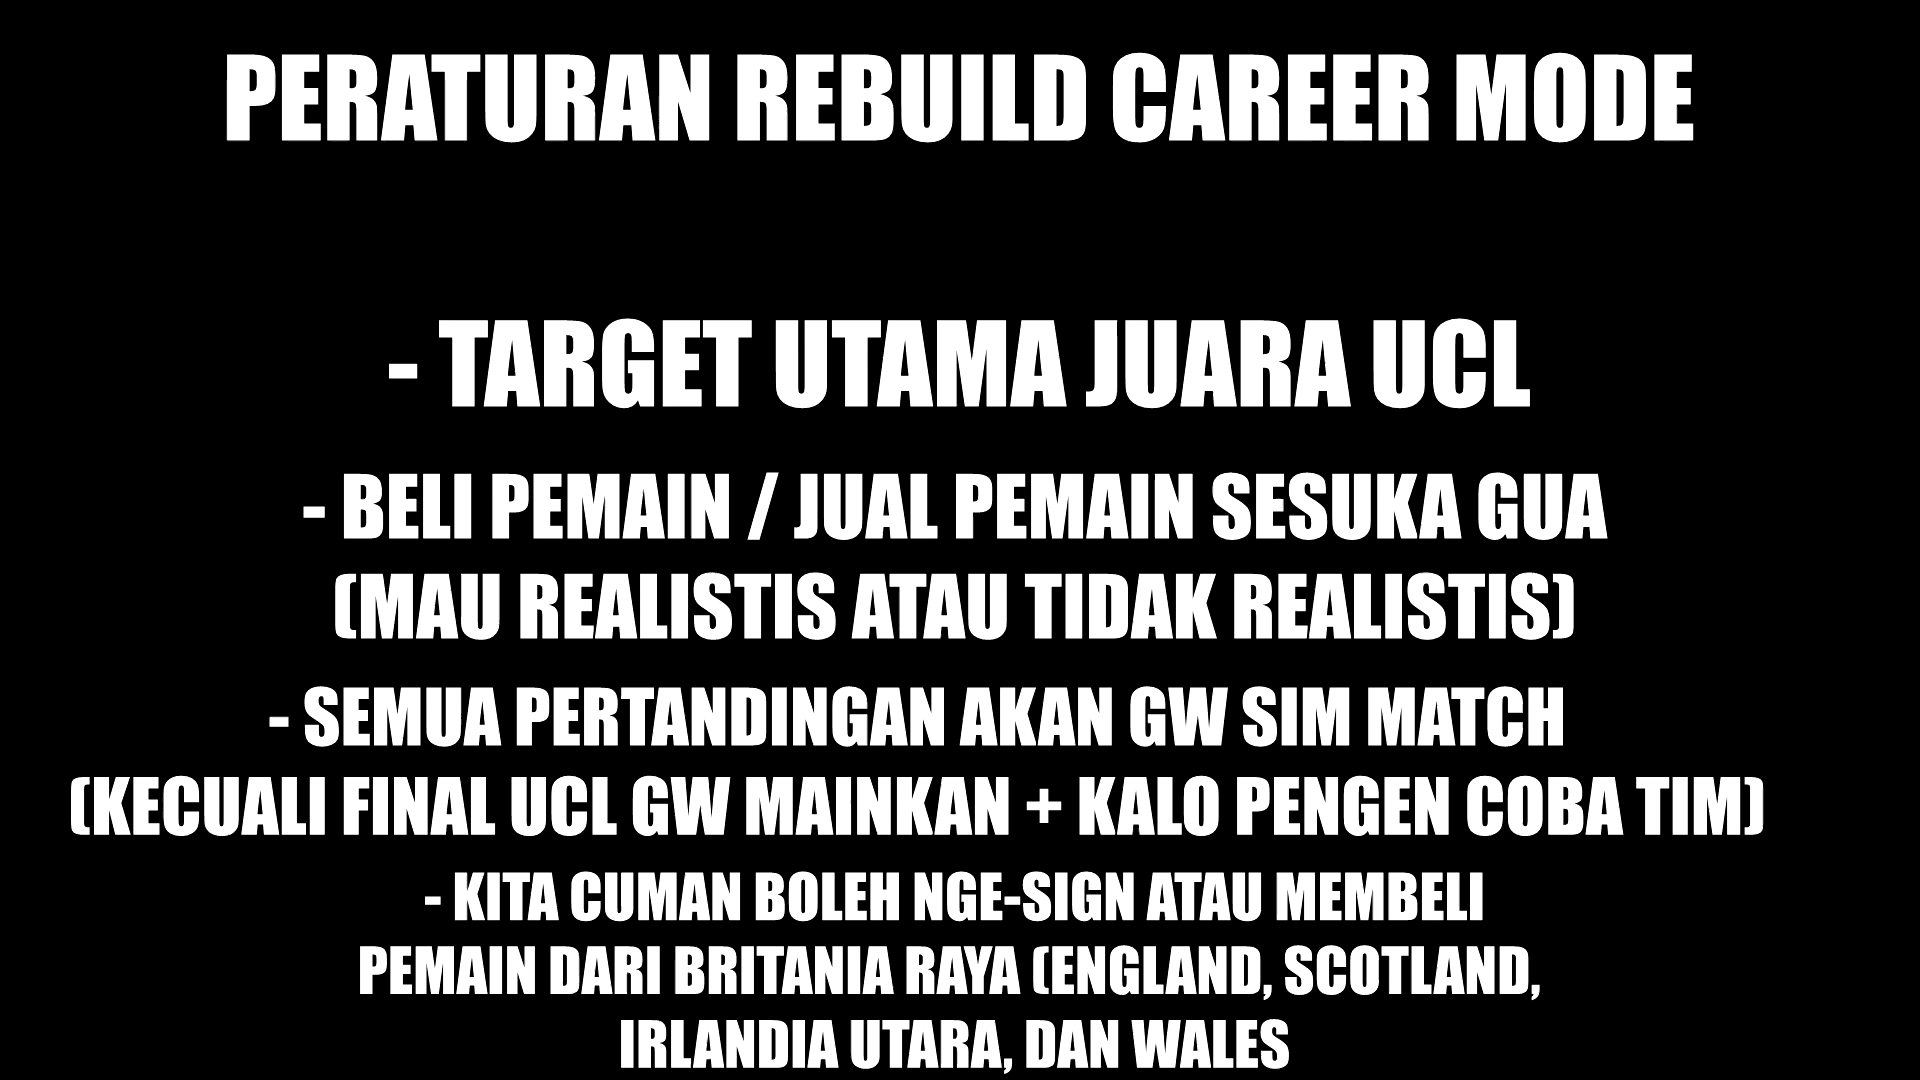 PERATURAN REBUILD CAREER MODE
- TARGET UTAMA JUARA UCL
- BELI PEMAIN / JUAL PEMAIN SESUKA GUA
(MAU REALISTIS ATAU TIDAK REALISTIS)
- SEMUA PERTANDINGAN AKAN GW SIM MATCH
(KECUALI FINAL UCL GW MAINKAN + KALO PENGEN COBA TIM)
- KITA CUMAN BOLEH NGE-SIGN ATAU MEMBELI
PEMAIN DARI BRITANIA RAYA (ENGLAND, SCOTLAND,
IRLANDIA UTARA, DAN WALES